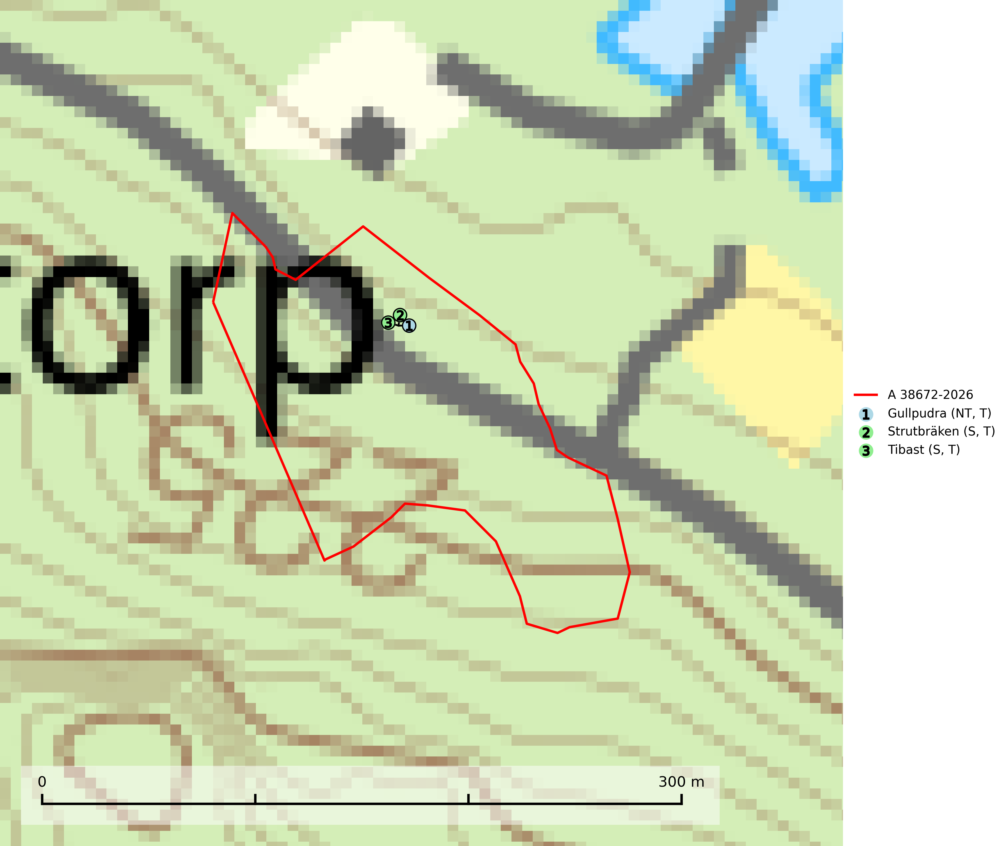 orp
3
2
1
A 38672-2026
1 Gullpudra (NT, T)
2 Strutbräken (S, T)
3 Tibast (S, T)
0
300 m